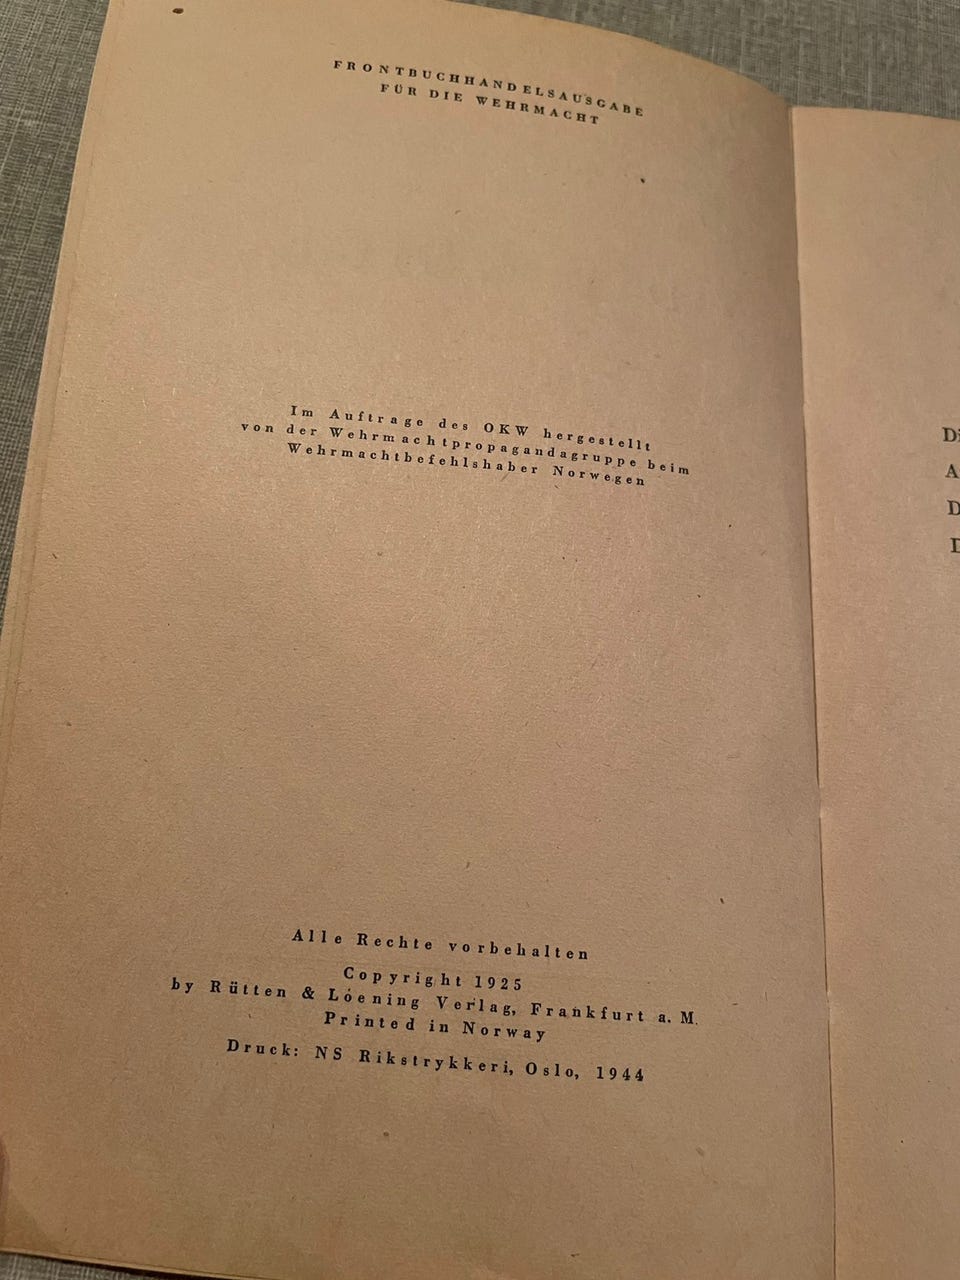 FRONTBUCHHANDELSAUSGABE
FÜR DIE WEHRMACHT
Im Auftrage des OKW hergestellt
von der Wehrmachtpropagandagruppe beim
Wehrmachtbefehlshaber Norwegen
Alle Rechte vorbehalten
Copyright 1925
by Rütten & Loening Verlag, Frankfurt a. M.
Printed in Norway
Druck: NS Rikstrykkeri, Oslo, 1944